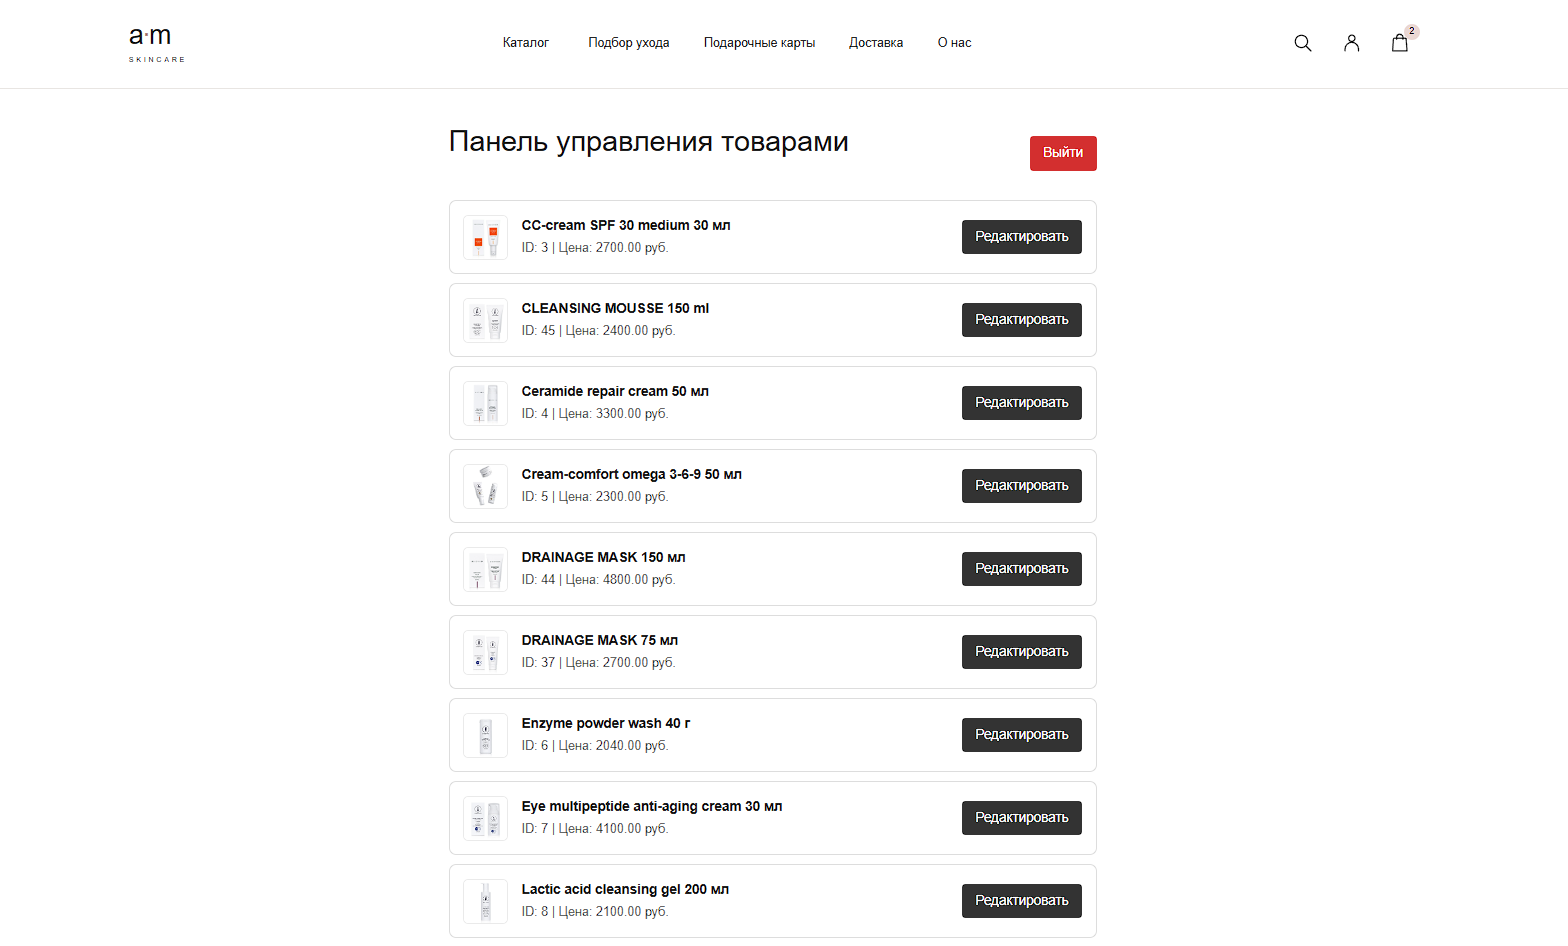 a·m
SKINCARE
Каталог
Подбор ухода
Подарочные карты
Доставка
О нас
2
Панель управления товарами
Выйти
CC-cream SPF 30 medium 30 мл
ID: 3 | Цена: 2700.00 руб.
Редактировать
CLEANSING MOUSSE 150 ml
ID: 45 | Цена: 2400.00 руб.
Редактировать
Ceramide repair cream 50 мл
ID: 4 | Цена: 3300.00 руб.
Редактировать
Cream-comfort omega 3-6-9 50 мл
ID: 5 | Цена: 2300.00 руб.
Редактировать
DRAINAGE MASK 150 мл
ID: 44 | Цена: 4800.00 руб.
Редактировать
DRAINAGE MASK 75 мл
ID: 37 | Цена: 2700.00 руб.
Редактировать
Enzyme powder wash 40 г
ID: 6 | Цена: 2040.00 руб.
Редактировать
Eye multipeptide anti-aging cream 30 мл
ID: 7 | Цена: 4100.00 руб.
Редактировать
Lactic acid cleansing gel 200 мл
ID: 8 | Цена: 2100.00 руб.
Редактировать